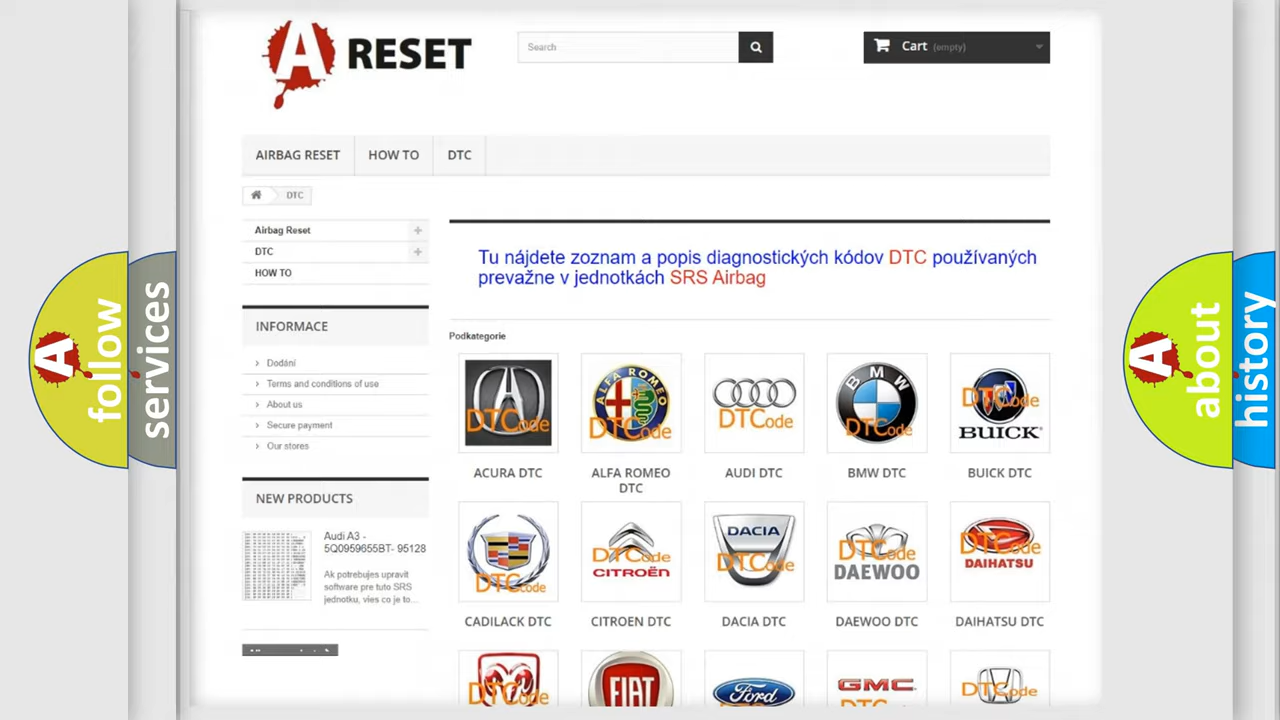 A RESET
Search
Cart (empty)
AIRBAG RESET
HOW TO
DTC
DTC
Airbag Reset
DTC
HOW TO
INFORMACE
Dodání
Terms and conditions of use
About us
Secure payment
Our stores
NEW PRODUCTS
Audi A3 -
5Q0959655BT- 95128
Ak potrebujes upravit
software pre tuto SRS
jednotku, vies co je to...
Tu nájdete zoznam a popis diagnostických kódov DTC používaných
prevažne v jednotkách SRS Airbag
Podkategorie
DTCode
ALFA ROMEO
DTCode
DTCode
BMW
DTCode
DTCode
BUICK
ACURA DTC
ALFA ROMEO
DTC
AUDI DTC
BMW DTC
BUICK DTC
DTCode
DTCode
CITROËN
DACIA
DTCode
DTCode
DAEWOO
DTCode
DAIHATSU
CADILACK DTC
CITROEN DTC
DACIA DTC
DAEWOO DTC
DAIHATSU DTC
DTCode
FIAT
Ford
GMC
DTCode
A follow
services
A about
history